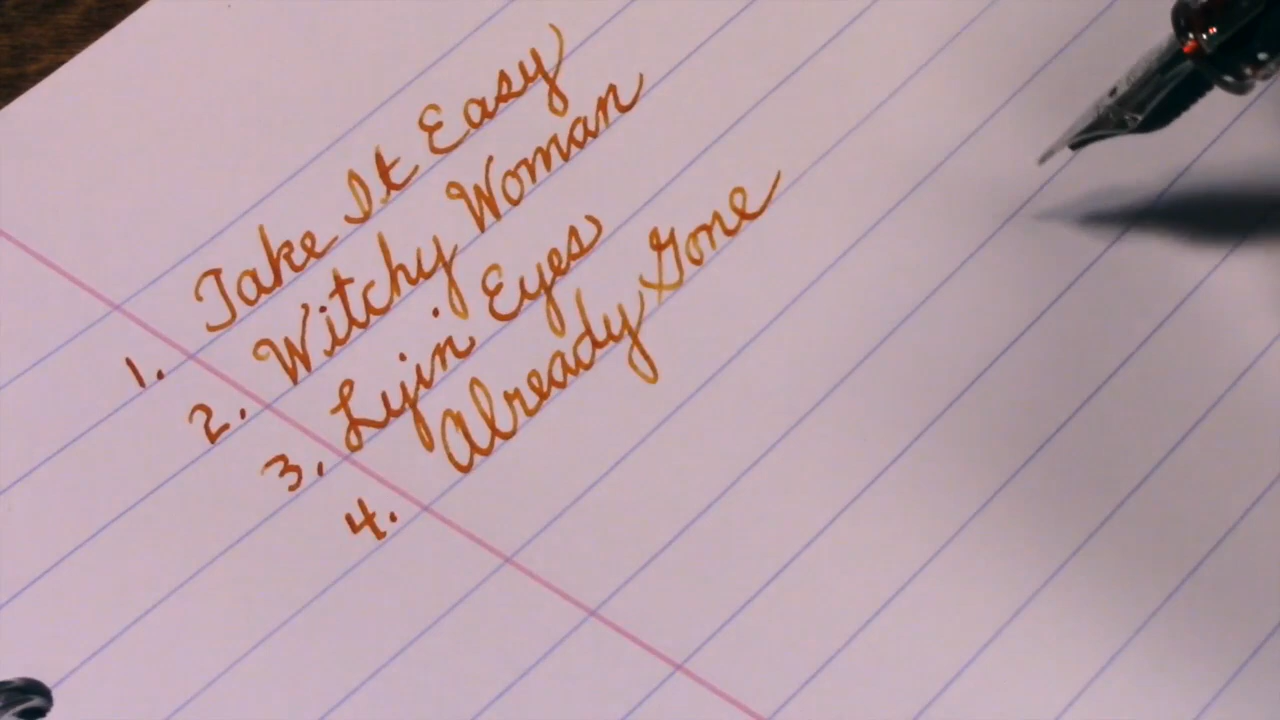 1. Take It Easy
2. Witchy Woman
3. Lyin' Eyes
4. Already Gone